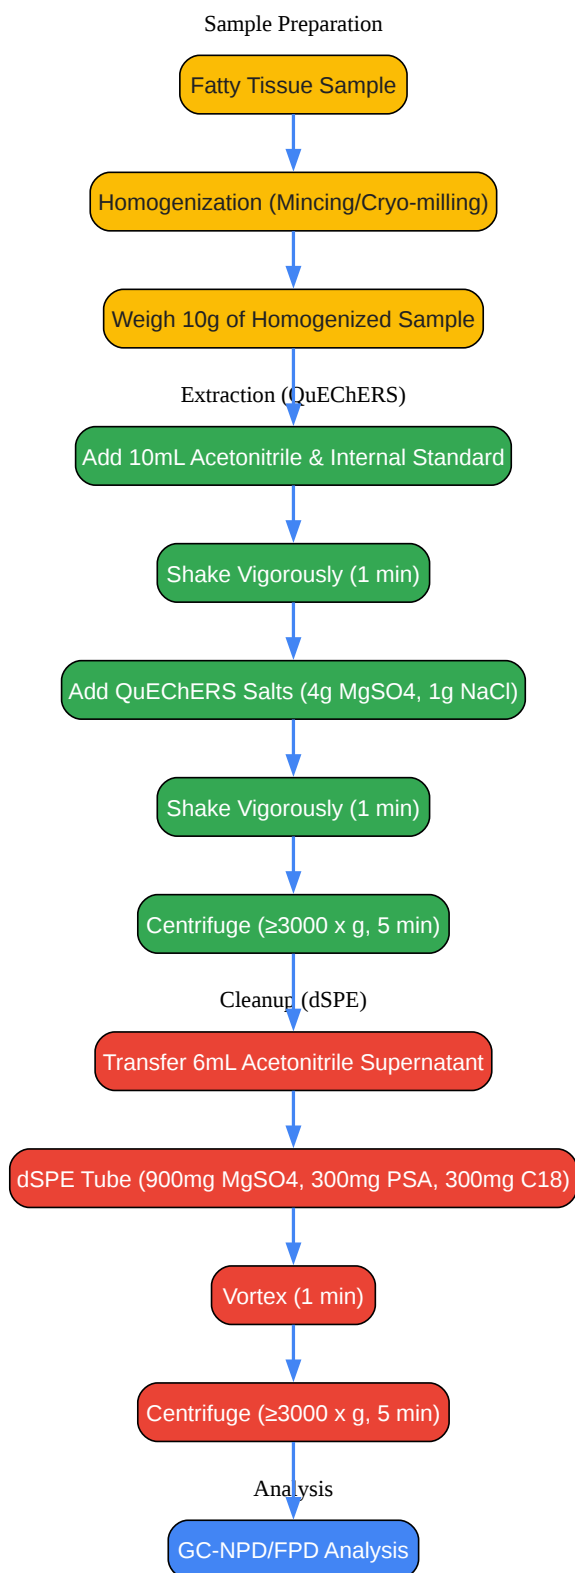 Sample Preparation
Fatty Tissue Sample
Homogenization (Mincing/Cryo-milling)
Weigh 10g of Homogenized Sample
Extraction (QuEChERS)
Add 10mL Acetonitrile & Internal Standard
Shake Vigorously (1 min)
Add QuEChERS Salts (4g MgSO4, 1g NaCl)
Shake Vigorously (1 min)
Centrifuge (≥3000 x g, 5 min)
Cleanup (dSPE)
Transfer 6mL Acetonitrile Supernatant
dSPE Tube (900mg MgSO4, 300mg PSA, 300mg C18)
Vortex (1 min)
Centrifuge (≥3000 x g, 5 min)
Analysis
GC-NPD/FPD Analysis